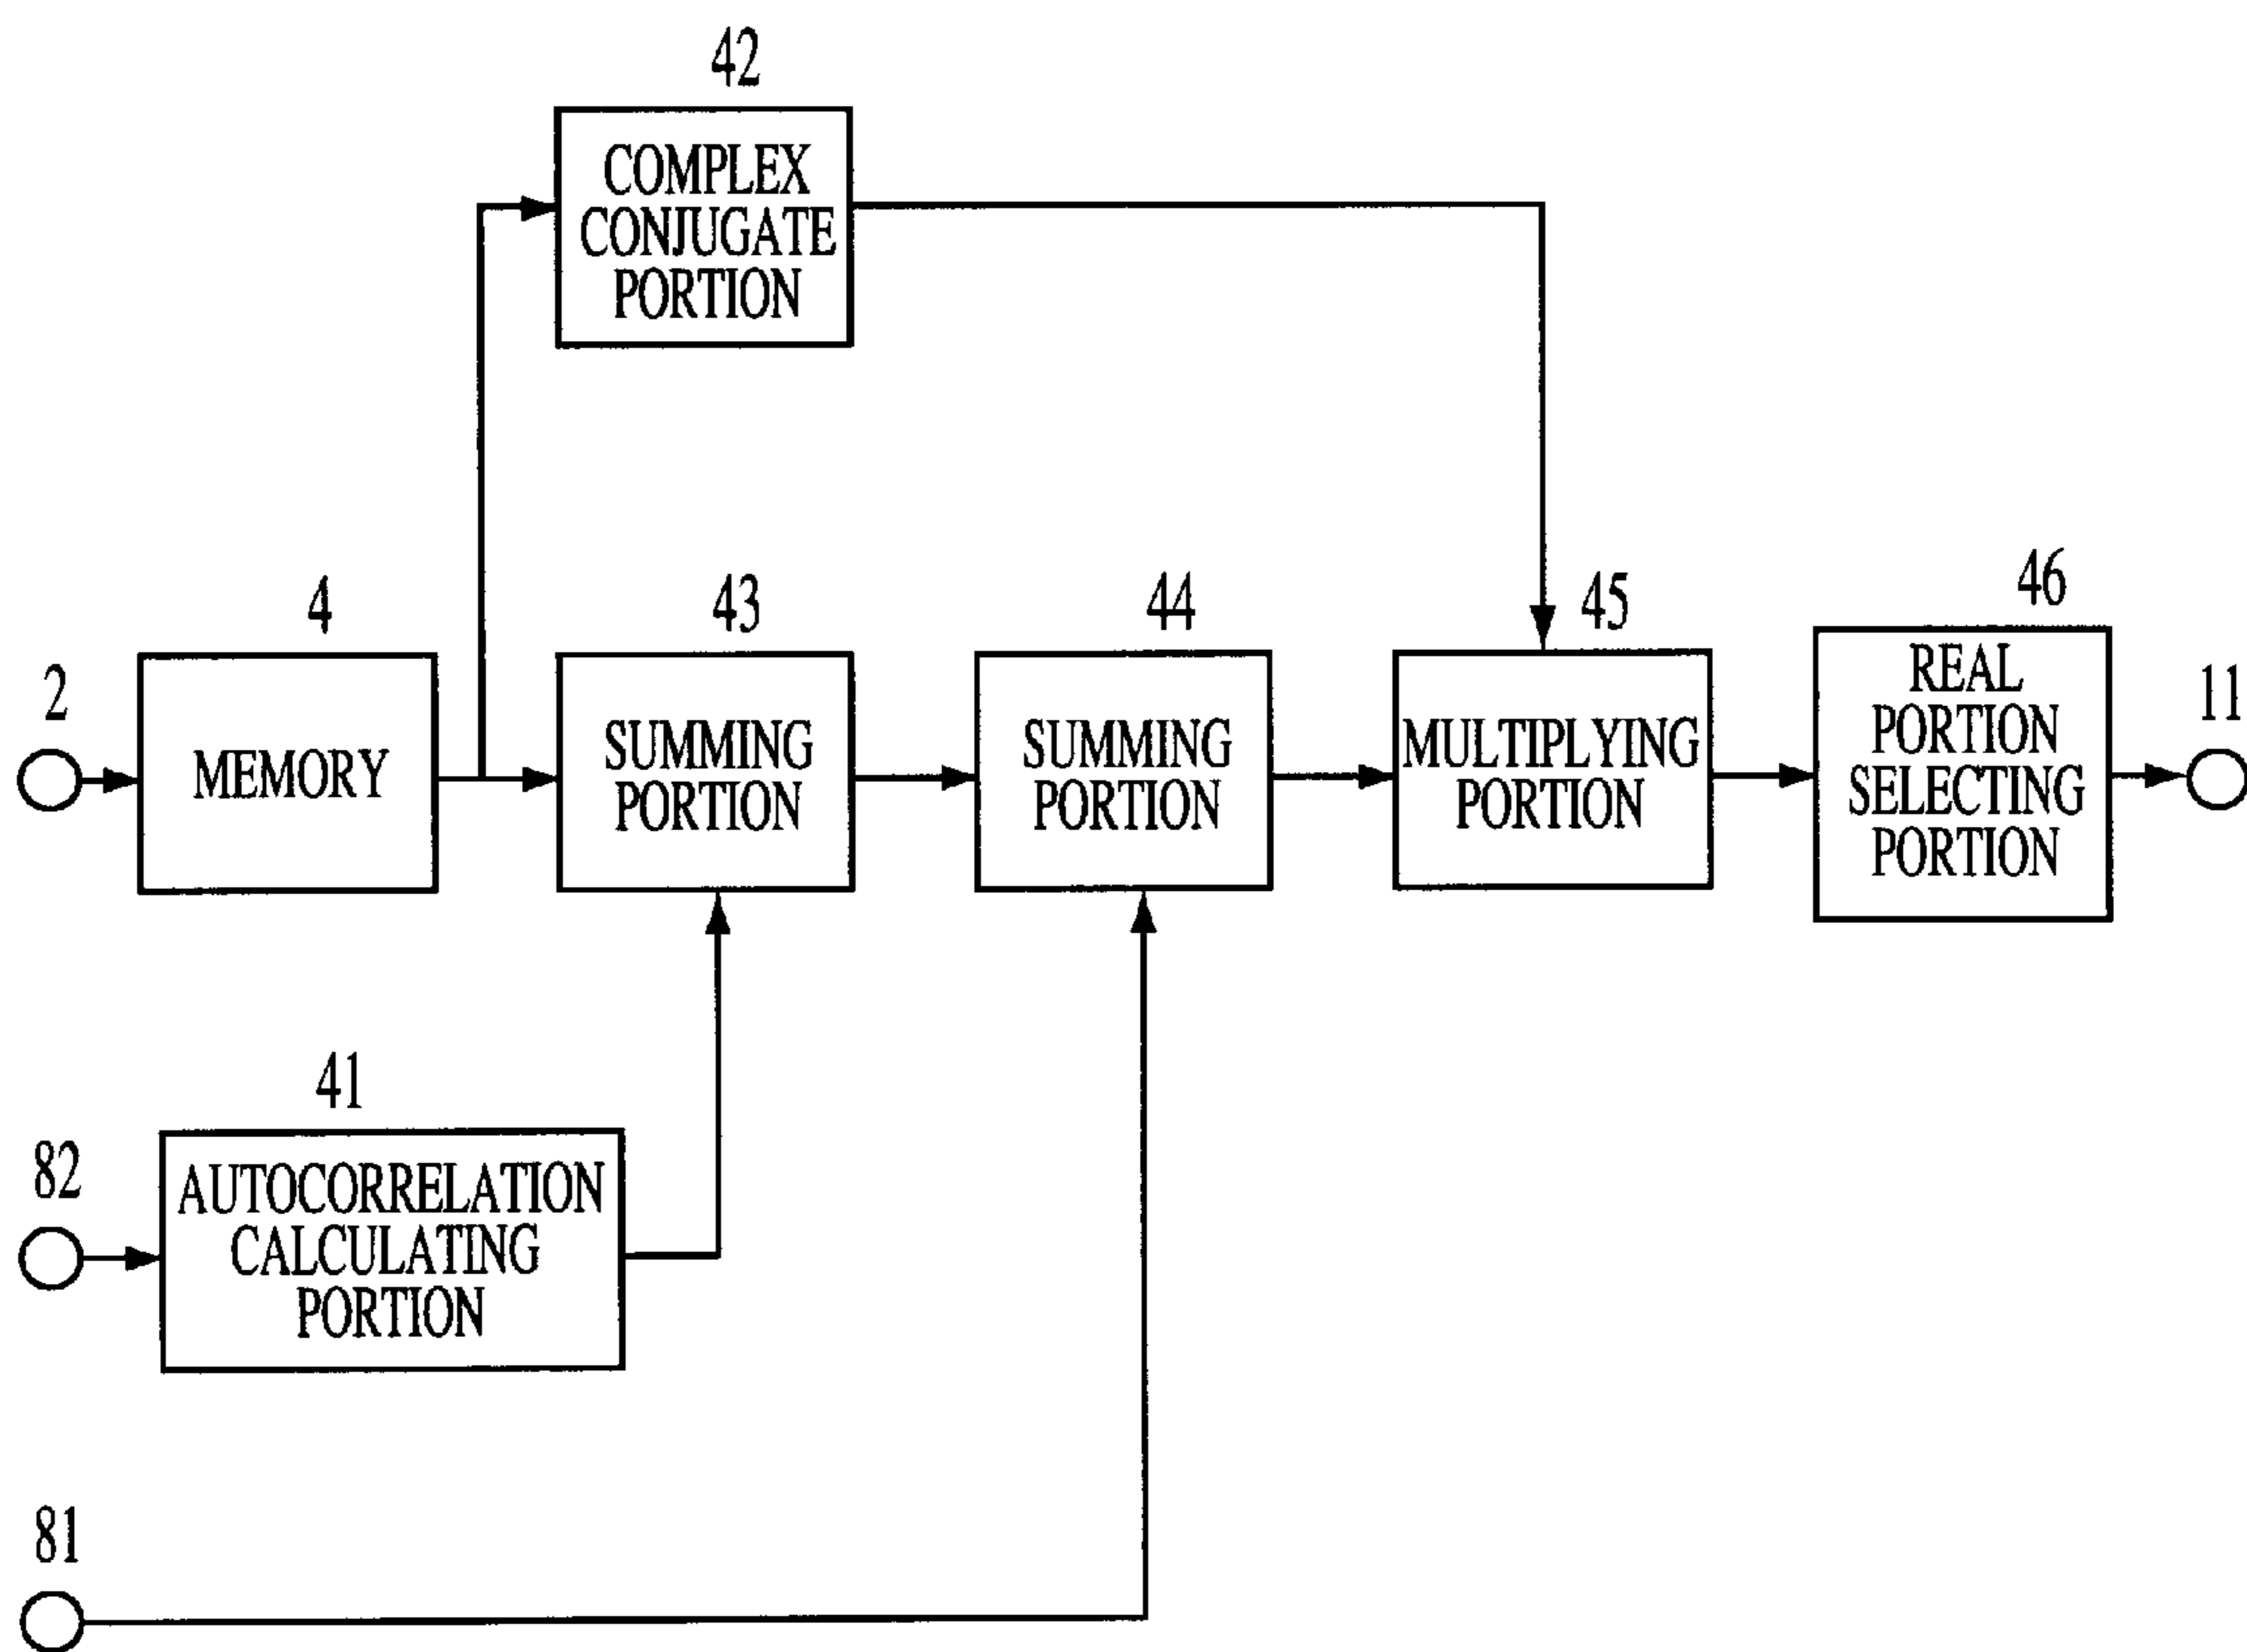 42
COMPLEX
CONJUGATE
PORTION
4
43
44
45
46
2
MEMORY
SUMMING
PORTION
SUMMING
PORTION
MULTIPLYING
PORTION
REAL
PORTION
SELECTING
PORTION
11
41
82
AUTOCORRELATION
CALCULATING
PORTION
81